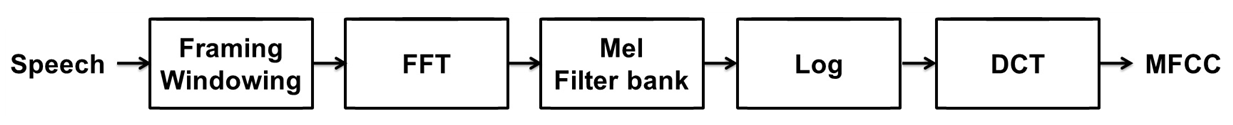 Speech
Framing
Windowing
FFT
Mel
Filter bank
Log
DCT
MFCC